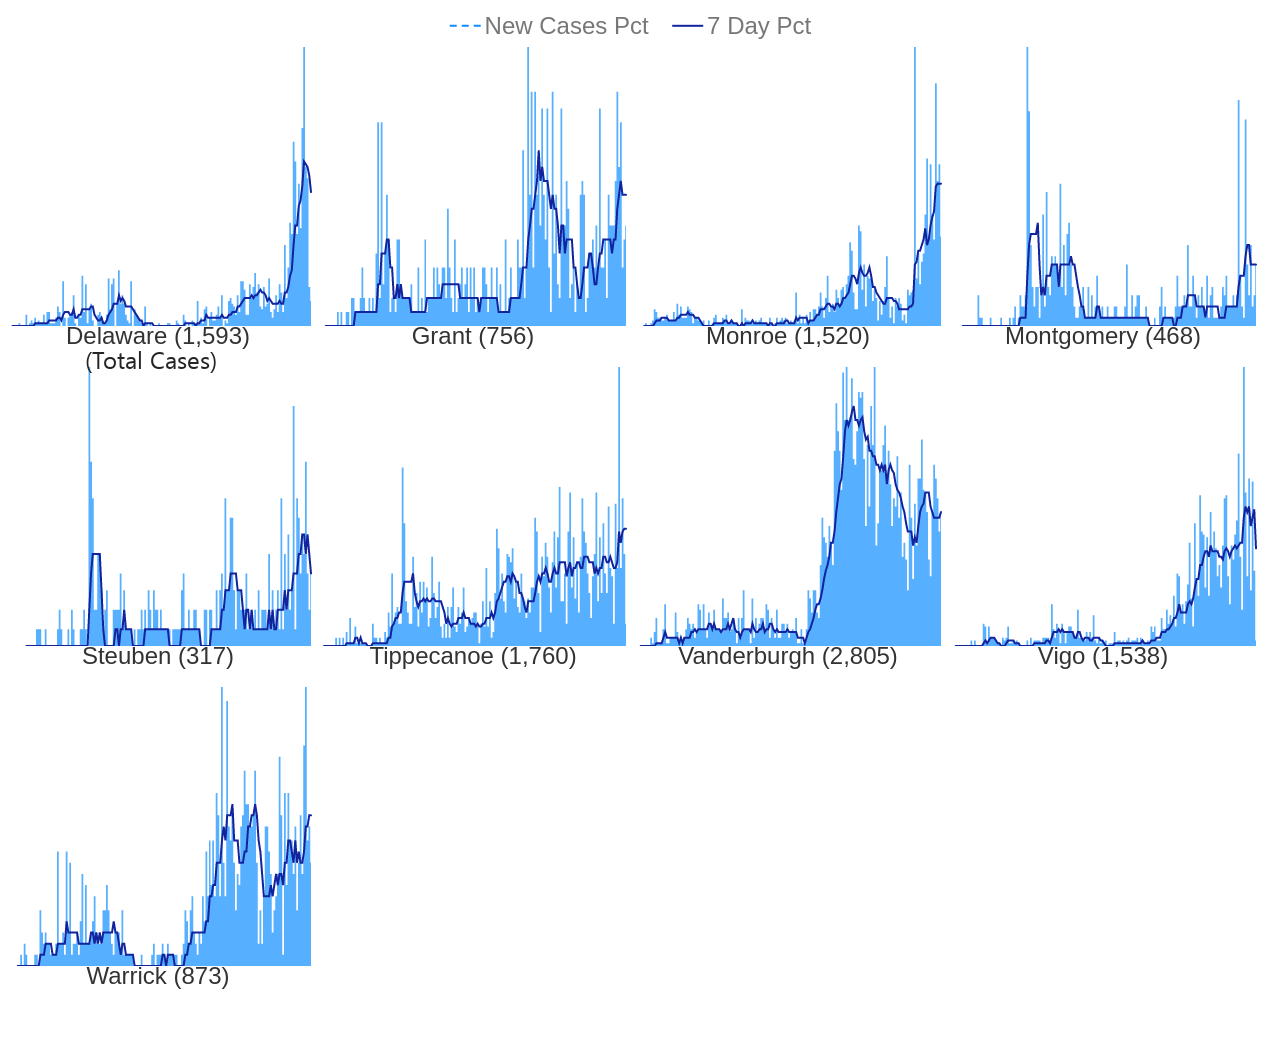 New Cases Pct 7 Day Pct
Delaware (1,593) Grant (756) Monroe (1,520) Montgomery (468)
(Total Cases)
Steuben (317) Tippecanoe (1,760) Vanderburgh (2,805) Vigo (1,538)
Warrick (873)